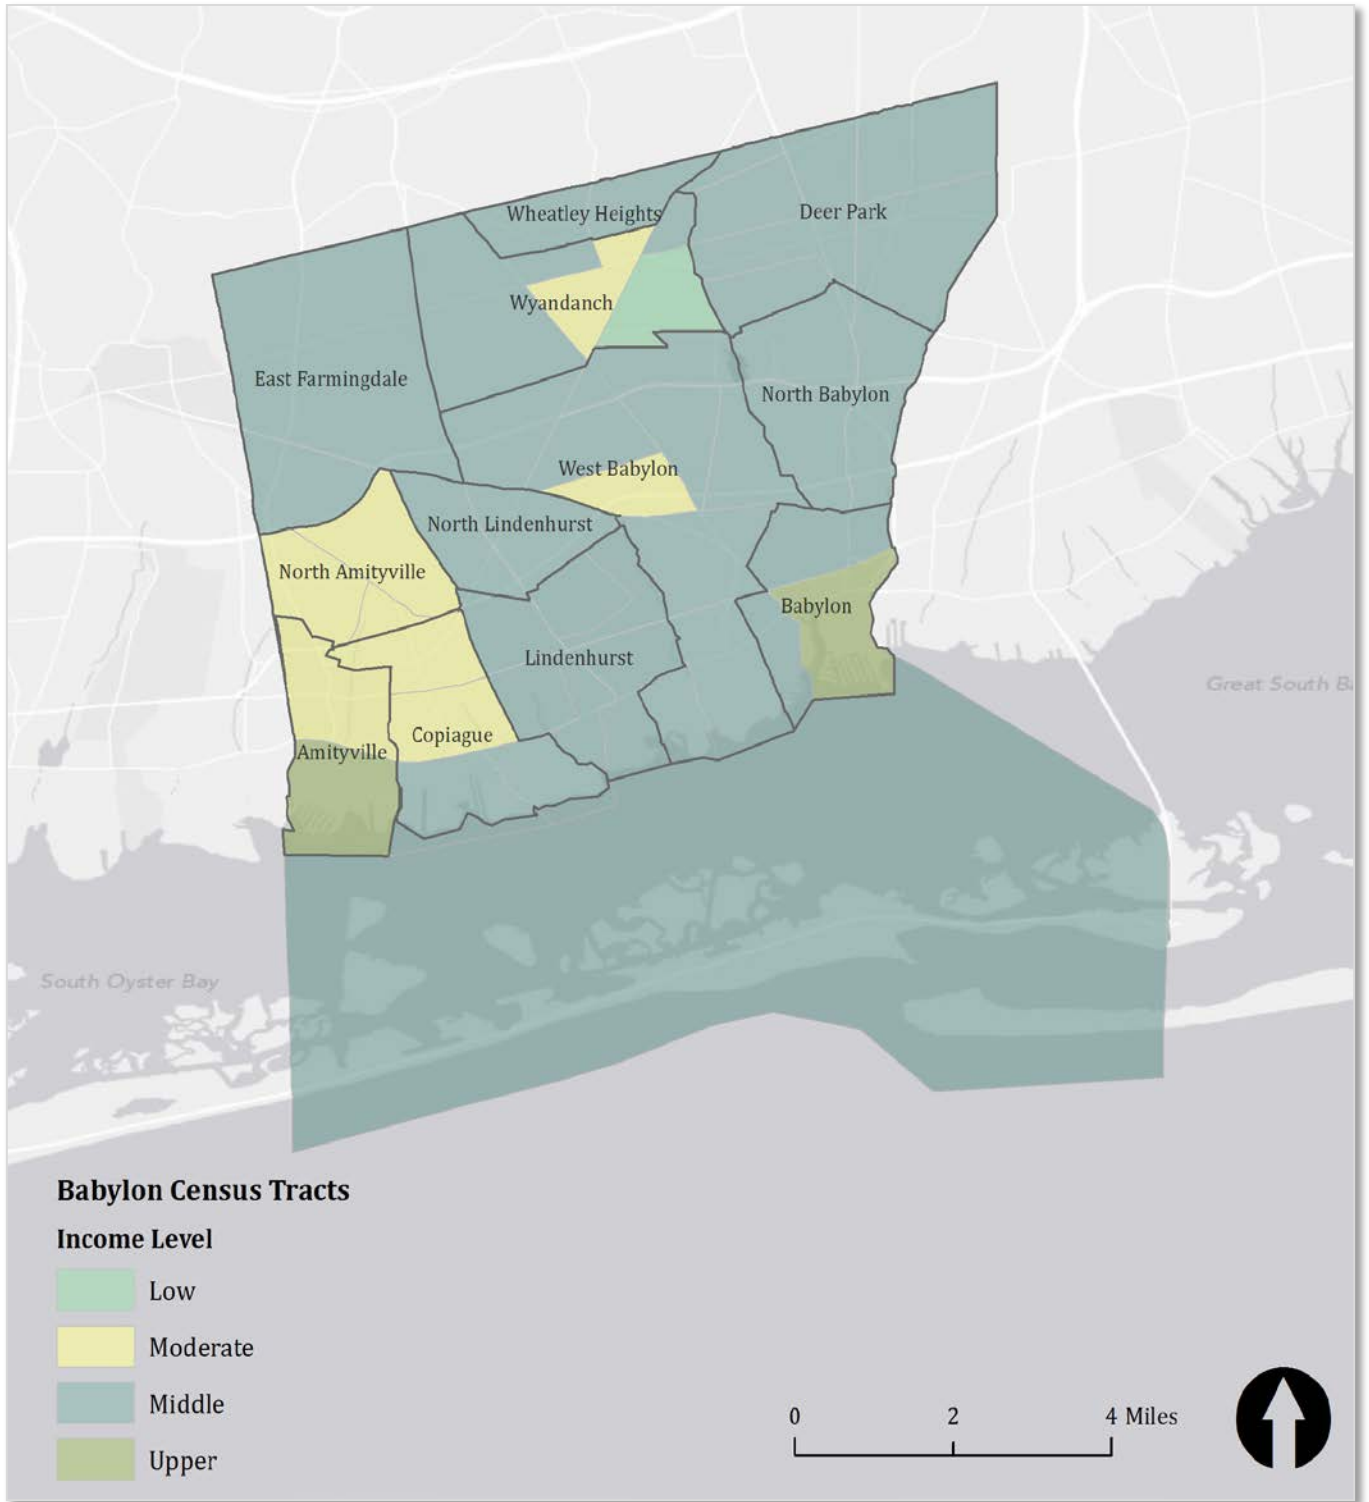 Wheatley Heights
Deer Park
Wyandanch
East Farmingdale
North Babylon
West Babylon
North Lindenhurst
North Amityville
Babylon
Lindenhurst
Great South B
Copiague
Amityville
South Oyster Bay
Babylon Census Tracts
Income Level
Low
Moderate
Middle
Upper
0 2 4 Miles